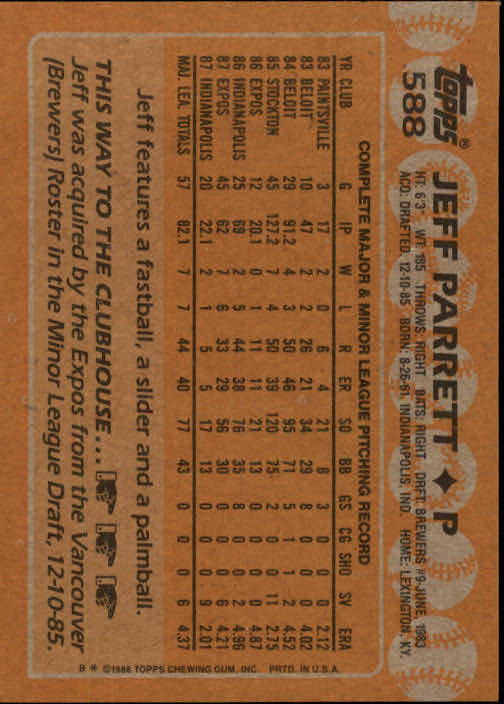 topps® JEFF PARRETT P
588 HT: 6'3" WT: 185 THROWS: RIGHT BATS: RIGHT DRAFT: BREWERS #9-JUNE, 1983
ACQ: DRAFTED, 12-10-85 BORN: 8-26-61, INDIANAPOLIS, IND. HOME: LEXINGTON, KY.
COMPLETE MAJOR & MINOR LEAGUE PITCHING RECORD
YR CLUB G IP W L R ER SO BB GS CG SHO SV ERA
83 PAINTSVILLE 3 17 2 0 6 4 21 8 3 0 0 0 2.12
83 BELOIT 10 47 2 2 26 21 34 29 8 0 0 0 4.02
84 BELOIT 29 91.2 4 3 50 46 95 71 5 1 1 2 4.52
85 STOCKTON 45 127.2 7 4 50 39 120 75 2 0 0 11 2.75
86 EXPOS 12 20.1 0 1 11 11 21 13 0 0 0 0 4.87
86 INDIANAPOLIS 25 69 2 5 44 38 76 35 8 0 0 2 4.96
87 EXPOS 45 62 7 6 33 29 56 30 0 0 0 6 4.21
87 INDIANAPOLIS 20 22.1 2 1 5 5 17 13 0 0 0 9 2.01
MAJ. LEA. TOTALS 57 82.1 7 7 44 40 77 43 0 0 0 6 4.37
Jeff features a fastball, a slider and a palmball.
THIS WAY TO THE CLUBHOUSE...
Jeff was acquired by the Expos from the Vancouver
(Brewers) Roster in the Minor League Draft, 12-10-85.
B * ©1988 TOPPS CHEWING GUM, INC. PRTD. IN U.S.A.